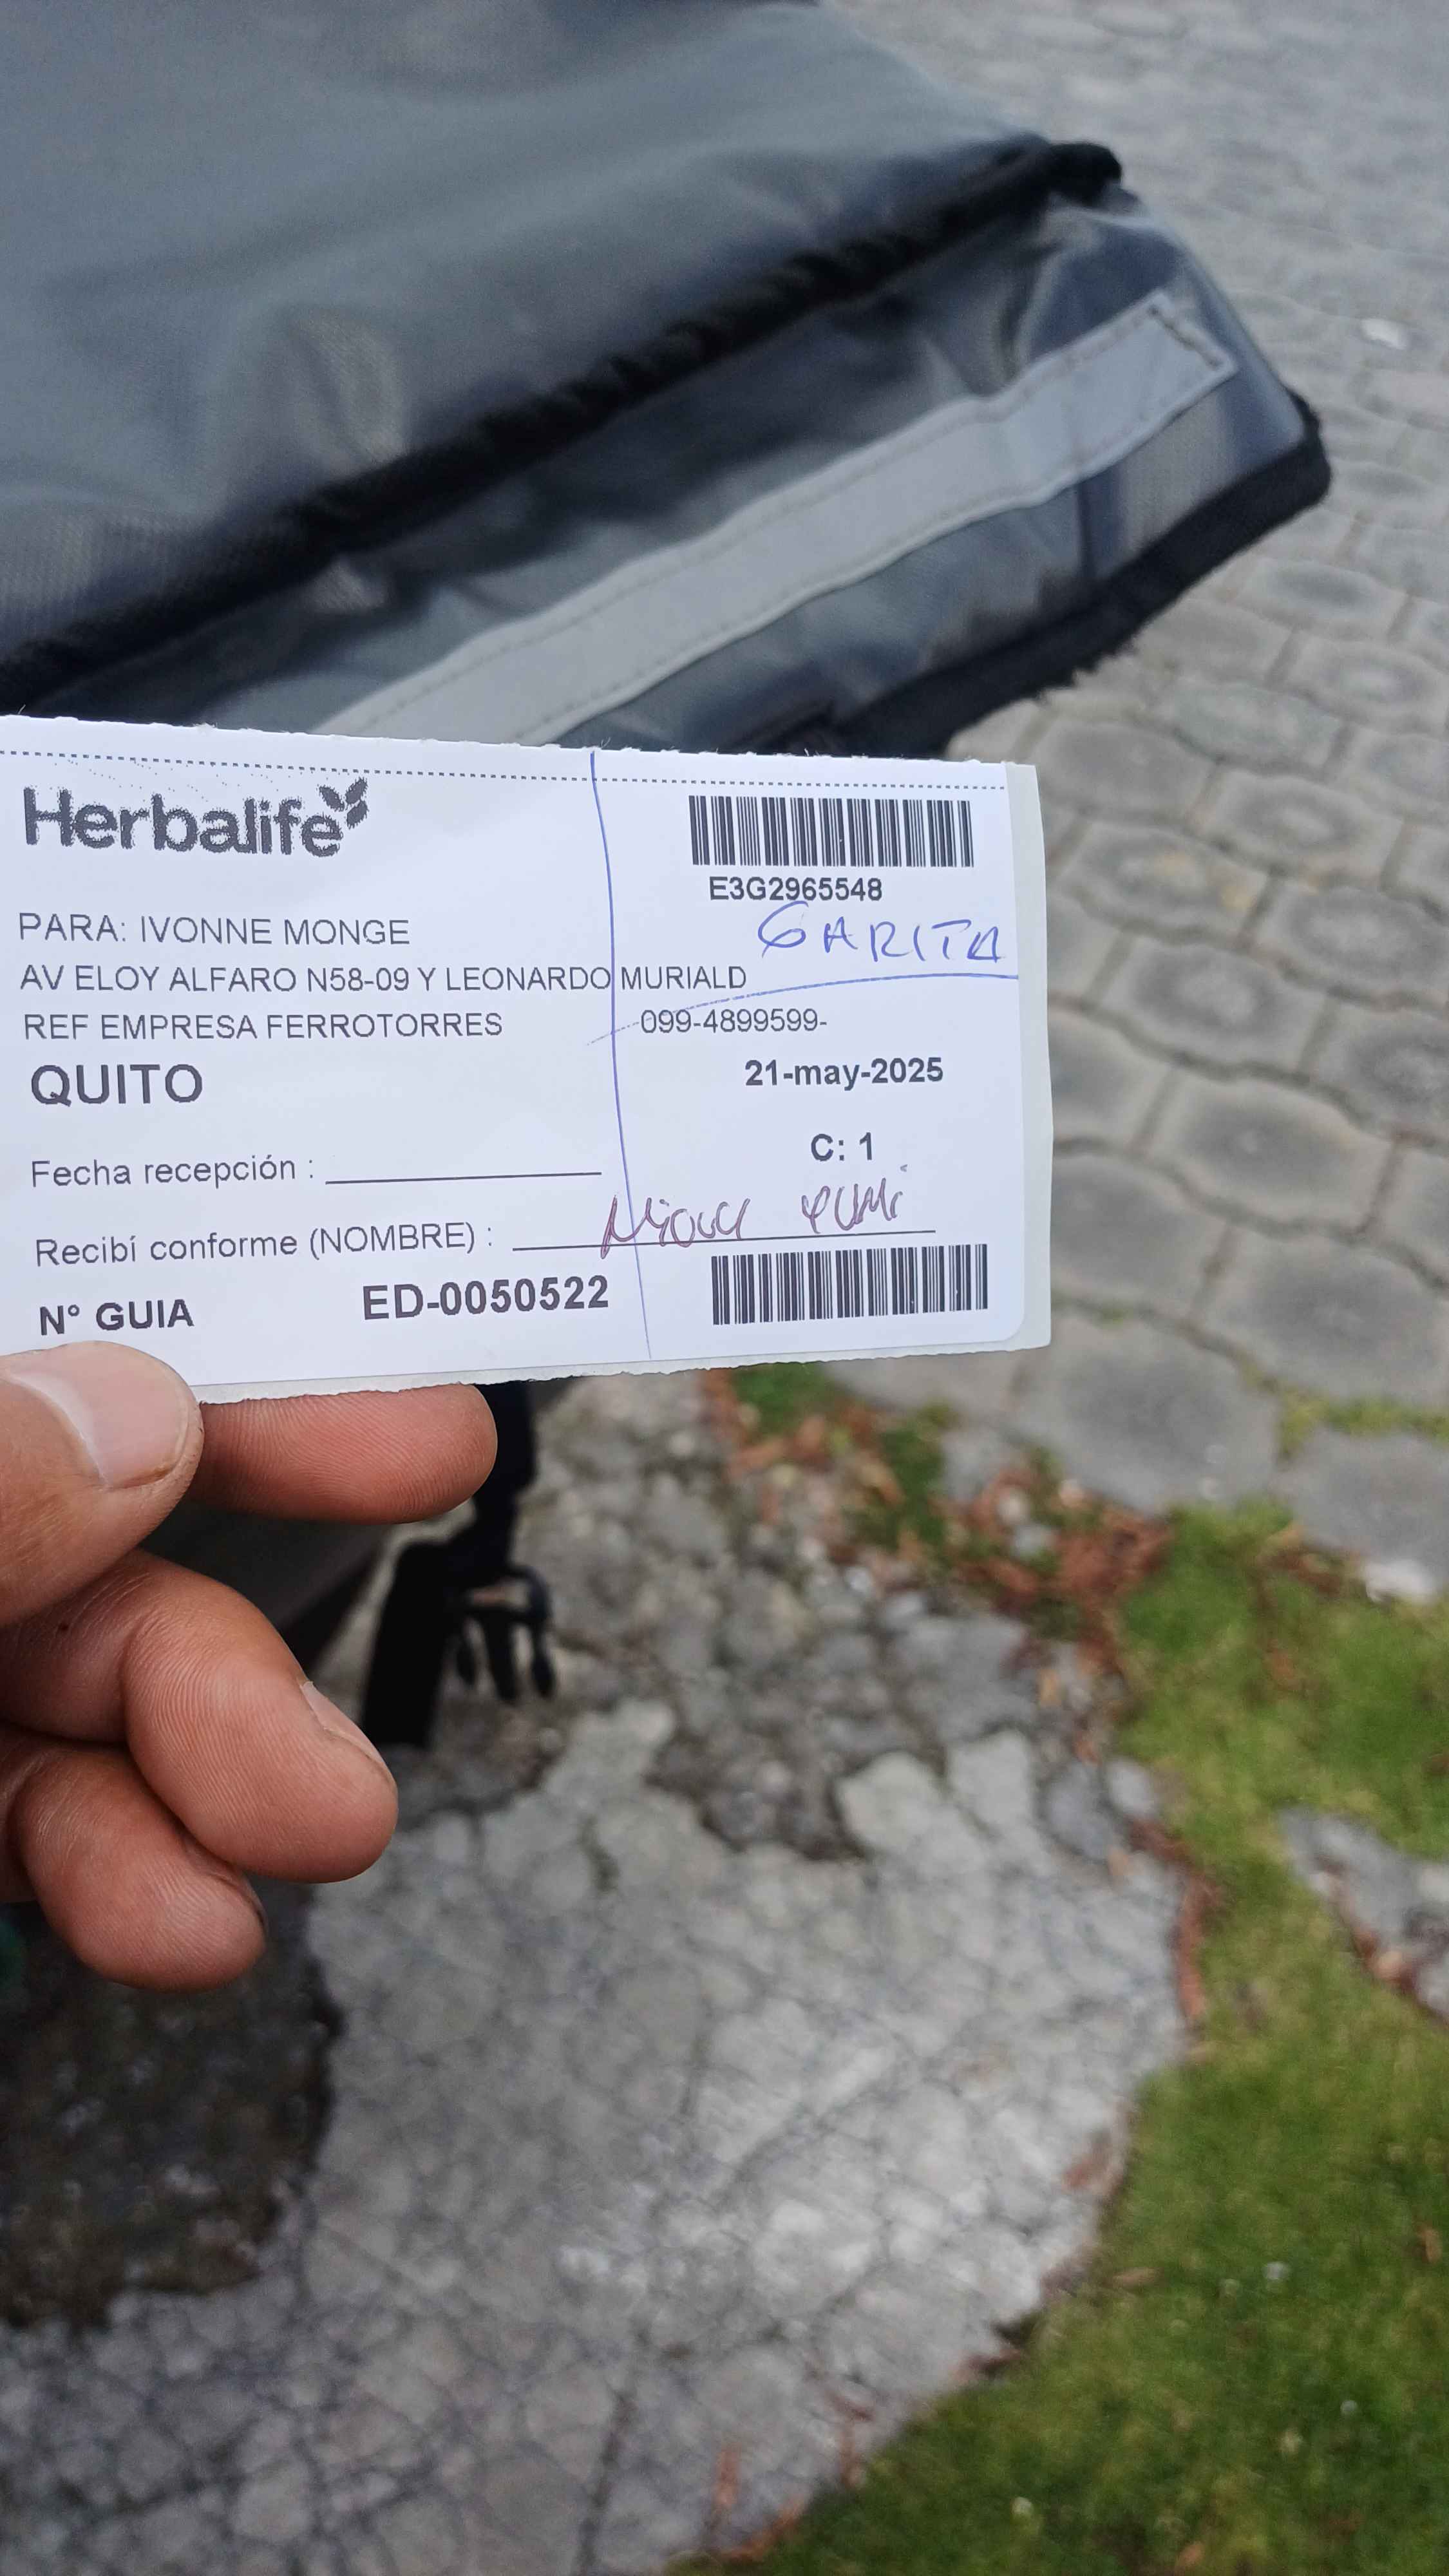 Herbalife
E3G2965548
GARITA
PARA: IVONNE MONGE
AV ELOY ALFARO N58-09 Y LEONARDO MURIALD
REF EMPRESA FERROTORRES 099-4899599-
QUITO
21-may-2025
C: 1
Fecha recepción :
Recibí conforme (NOMBRE) :
N° GUIA ED-0050522